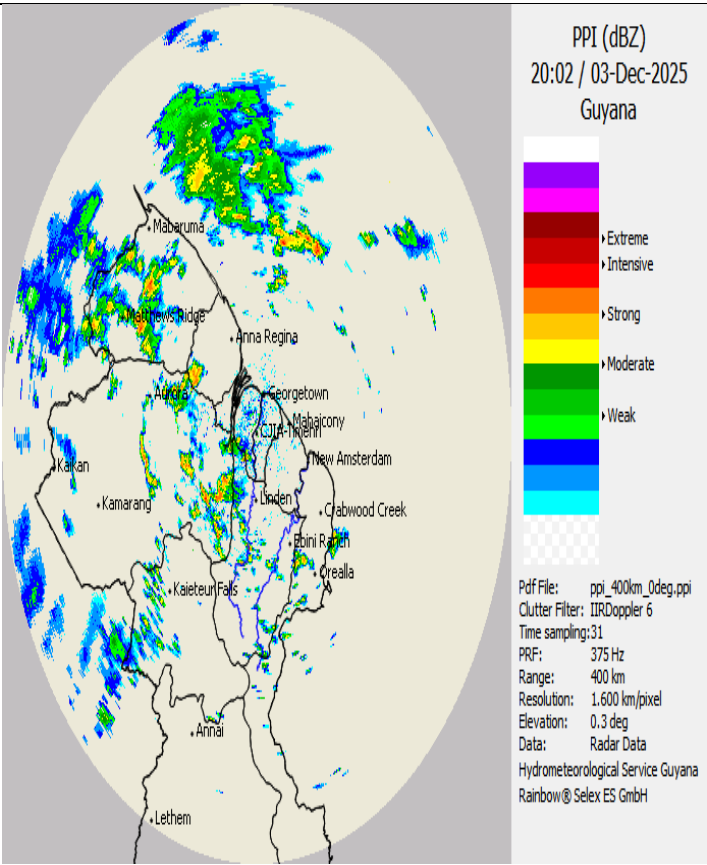 PPI (dBZ)
20:02 / 03-Dec-2025
Guyana
Extreme
Intensive
Strong
Moderate
Weak
Mabaruma
Matthews Ridge
Anna Regina
Aurora
Georgetown
Mahaicony
CJIA-Timehri
New Amsterdam
Kaikan
Kamarang
Linden
Crabwood Creek
Ebini Ranch
Orealla
Kaieteur Falls
Annai
Lethem
Pdf File: ppi_400km_0deg.ppi
Clutter Filter: IIRDoppler 6
Time sampling:31
PRF: 375 Hz
Range: 400 km
Resolution: 1.600 km/pixel
Elevation: 0.3 deg
Data: Radar Data
Hydrometeorological Service Guyana
Rainbow® Selex ES GmbH